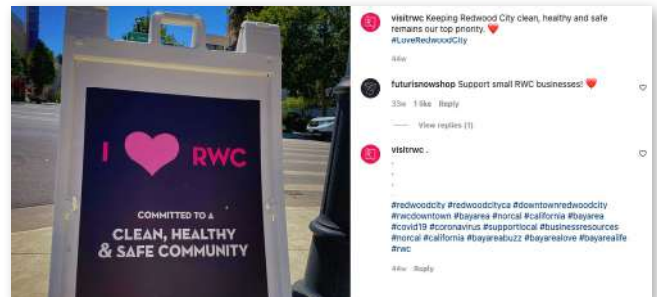 I ♥ RWC
COMMITTED TO A
CLEAN, HEALTHY
& SAFE COMMUNITY
visitrwc Keeping Redwood City clean, healthy and safe
remains our top priority. ❤️
#LoveRedwoodCity
44w
futurisnowshop Support small RWC businesses! ❤️
33w 1 like Reply
View replies (1)
visitrwc .
.
.
.
#redwoodcity #redwoodcityca #downtownredwoodcity
#rwcdowntown #bayarea #norcal #california #bayarea
#covid19 #coronavirus #supportlocal #businessresources
#norcal #california #bayareabuzz #bayarealove #bayarealife
#rwc
44w Reply